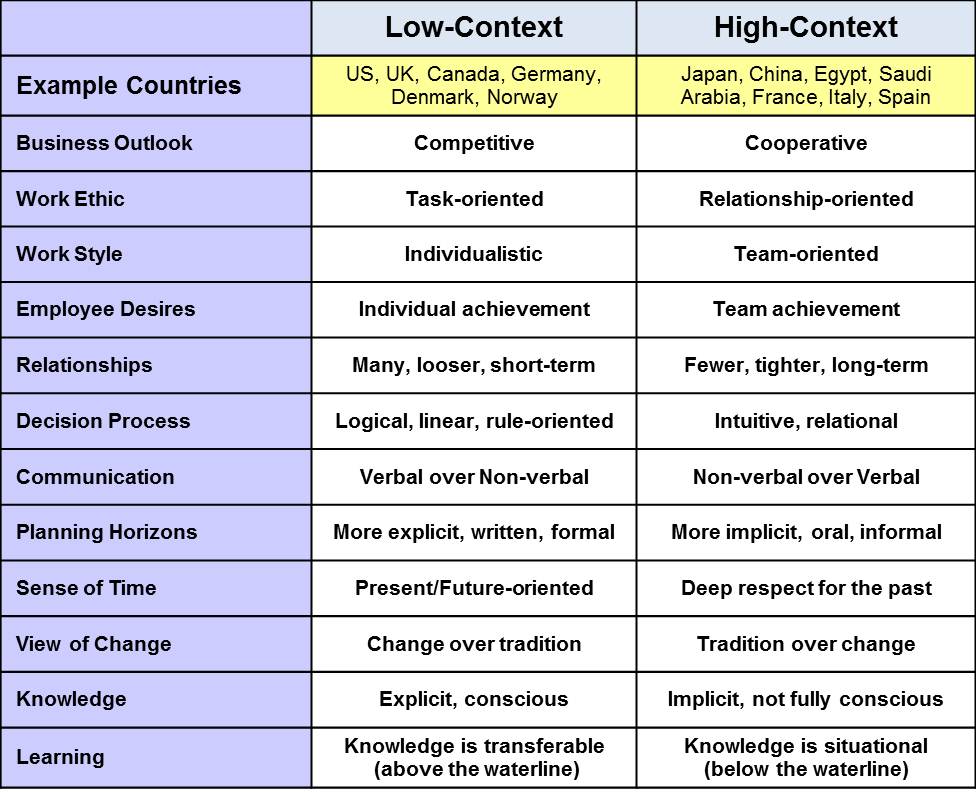 Low-Context High-Context
Example Countries
US, UK, Canada, Germany,
Denmark, Norway
Japan, China, Egypt, Saudi
Arabia, France, Italy, Spain
Business Outlook Competitive Cooperative
Work Ethic Task-oriented Relationship-oriented
Work Style Individualistic Team-oriented
Employee Desires Individual achievement Team achievement
Relationships Many, looser, short-term Fewer, tighter, long-term
Decision Process Logical, linear, rule-oriented Intuitive, relational
Communication Verbal over Non-verbal Non-verbal over Verbal
Planning Horizons More explicit, written, formal More implicit, oral, informal
Sense of Time Present/Future-oriented Deep respect for the past
View of Change Change over tradition Tradition over change
Knowledge Explicit, conscious Implicit, not fully conscious
Learning
Knowledge is transferable
(above the waterline)
Knowledge is situational
(below the waterline)